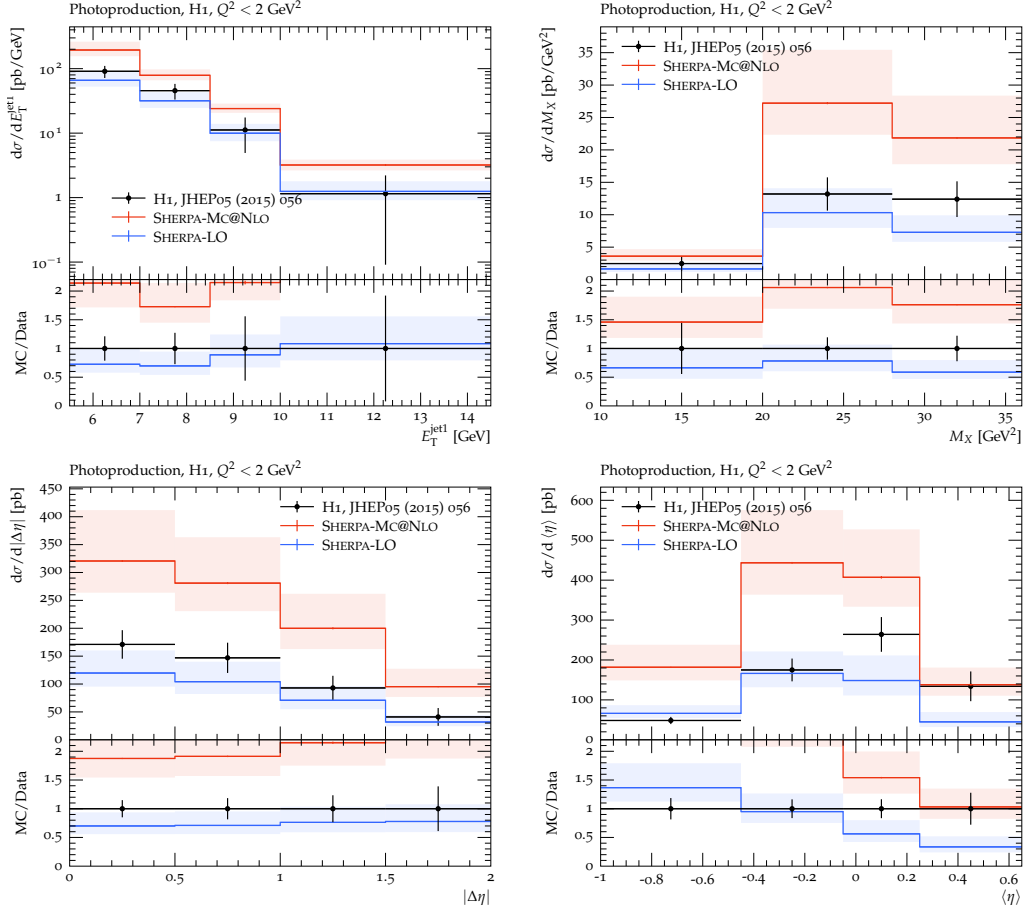 Photoproduction, H1, Q² < 2 GeV²
dσ/dE_T^jet1 [pb/GeV]
10²
10¹
1
10⁻¹
H1, JHEP05 (2015) 056
SHERPA-MC@NLO
SHERPA-LO
MC/Data
2
1.5
1
0.5
0
6 7 8 9 10 11 12 13 14
E_T^jet1 [GeV]
Photoproduction, H1, Q² < 2 GeV²
dσ/dM_X [pb/GeV²]
35
30
25
20
15
10
5
0
H1, JHEP05 (2015) 056
SHERPA-MC@NLO
SHERPA-LO
MC/Data
2
1.5
1
0.5
0
10 15 20 25 30 35
M_X [GeV²]
Photoproduction, H1, Q² < 2 GeV²
dσ/d|Δη| [pb]
450
400
350
300
250
200
150
100
50
H1, JHEP05 (2015) 056
SHERPA-MC@NLO
SHERPA-LO
MC/Data
2
1.5
1
0.5
0
0 0.5 1 1.5 2
|Δη|
Photoproduction, H1, Q² < 2 GeV²
dσ/d⟨η⟩ [pb]
600
500
400
300
200
100
H1, JHEP05 (2015) 056
SHERPA-MC@NLO
SHERPA-LO
MC/Data
2
1.5
1
0.5
0
-1 -0.8 -0.6 -0.4 -0.2 0 0.2 0.4 0.6
⟨η⟩